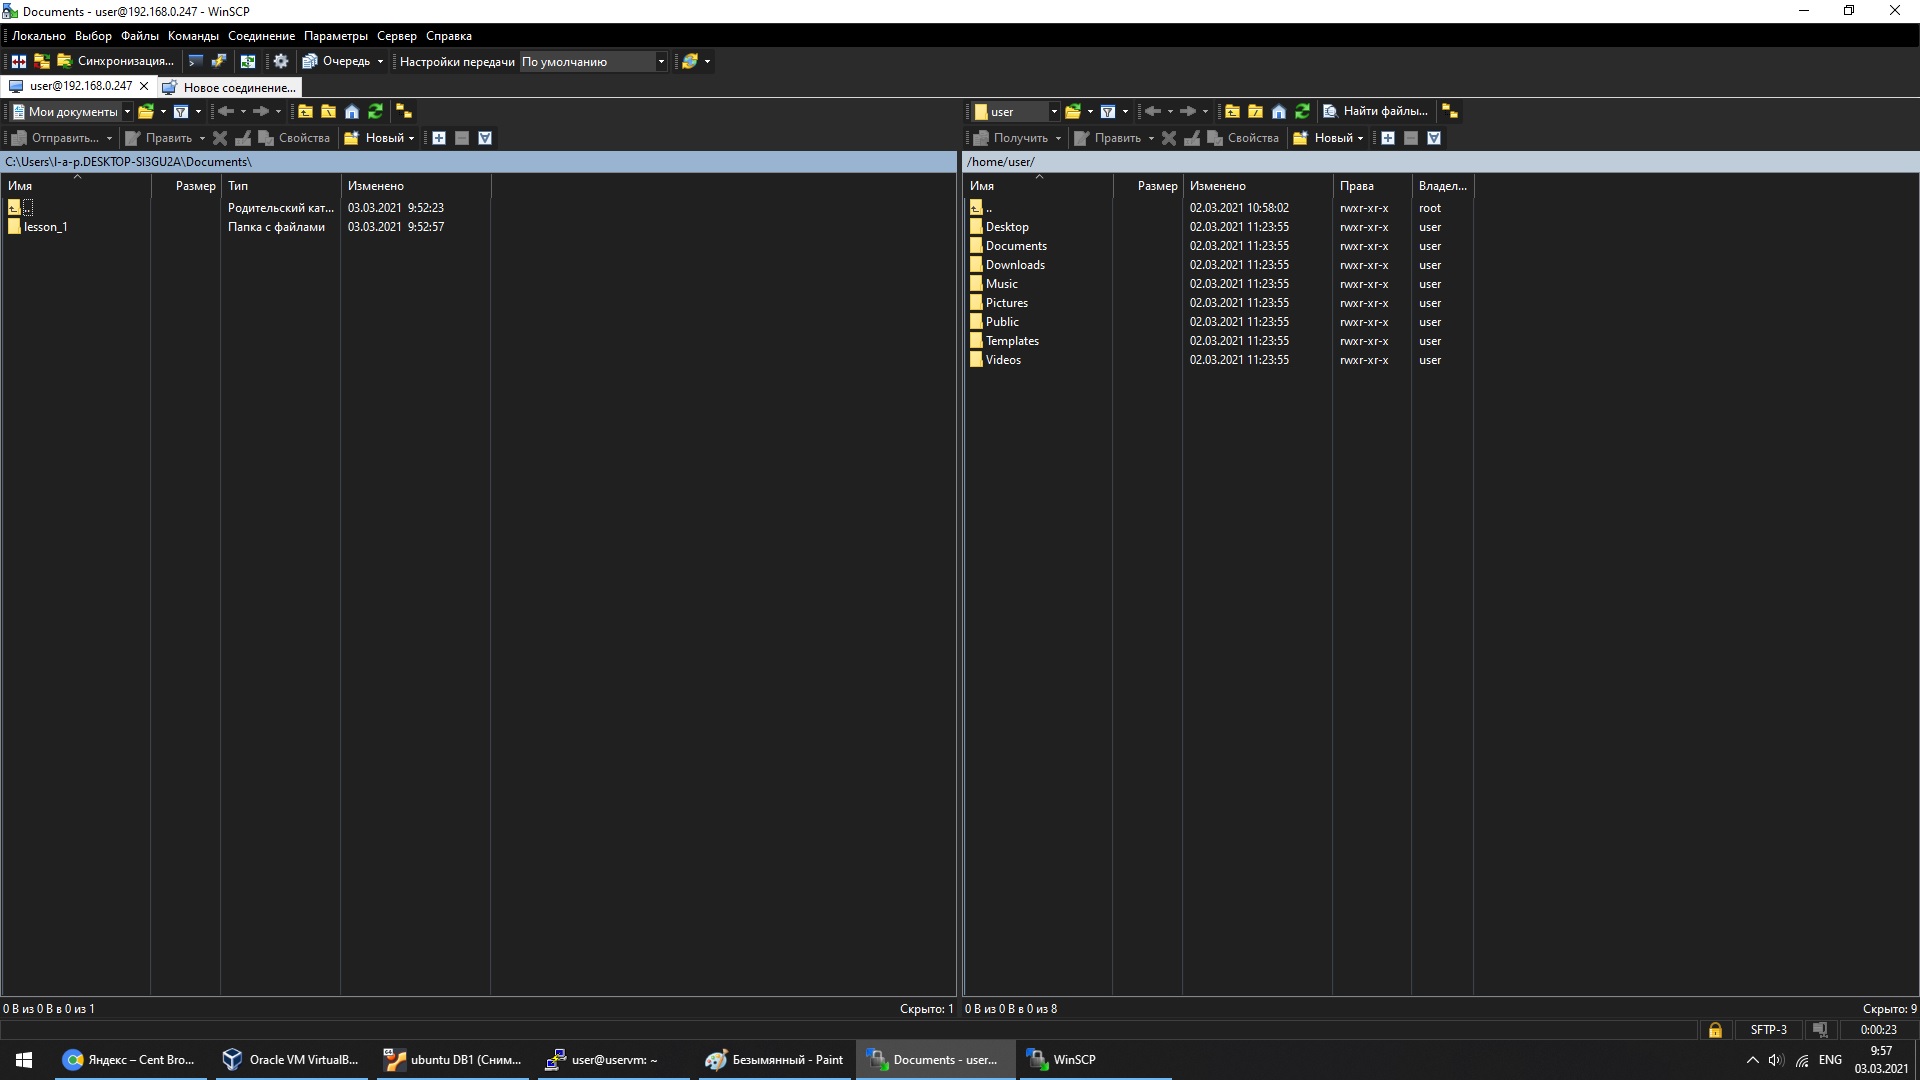 Documents - user@192.168.0.247 - WinSCP
Локально Выбор Файлы Команды Соединение Параметры Сервер Справка
Синхронизация... Очередь Настройки передачи По умолчанию
user@192.168.0.247 Новое соединение...
Мои документы
Отправить... Править Свойства Новый
C:\Users\l-a-p.DESKTOP-SI3GU2A\Documents\
Имя Размер Тип Изменено
.. Родительский кат... 03.03.2021 9:52:23
lesson_1 Папка с файлами 03.03.2021 9:52:57
0 B из 0 B в 0 из 1 Скрыто: 1
user Найти файлы...
Получить Править Свойства Новый
/home/user/
Имя Размер Изменено Права Владел...
.. 02.03.2021 10:58:02 rwxr-xr-x root
Desktop 02.03.2021 11:23:55 rwxr-xr-x user
Documents 02.03.2021 11:23:55 rwxr-xr-x user
Downloads 02.03.2021 11:23:55 rwxr-xr-x user
Music 02.03.2021 11:23:55 rwxr-xr-x user
Pictures 02.03.2021 11:23:55 rwxr-xr-x user
Public 02.03.2021 11:23:55 rwxr-xr-x user
Templates 02.03.2021 11:23:55 rwxr-xr-x user
Videos 02.03.2021 11:23:55 rwxr-xr-x user
0 B из 0 B в 0 из 8 Скрыто: 9
SFTP-3 0:00:23
Яндекс – Cent Bro... Oracle VM VirtualB... ubuntu DB1 (Сним... user@uservm: ~ Безымянный - Paint Documents - user... WinSCP ENG 9:57
03.03.2021